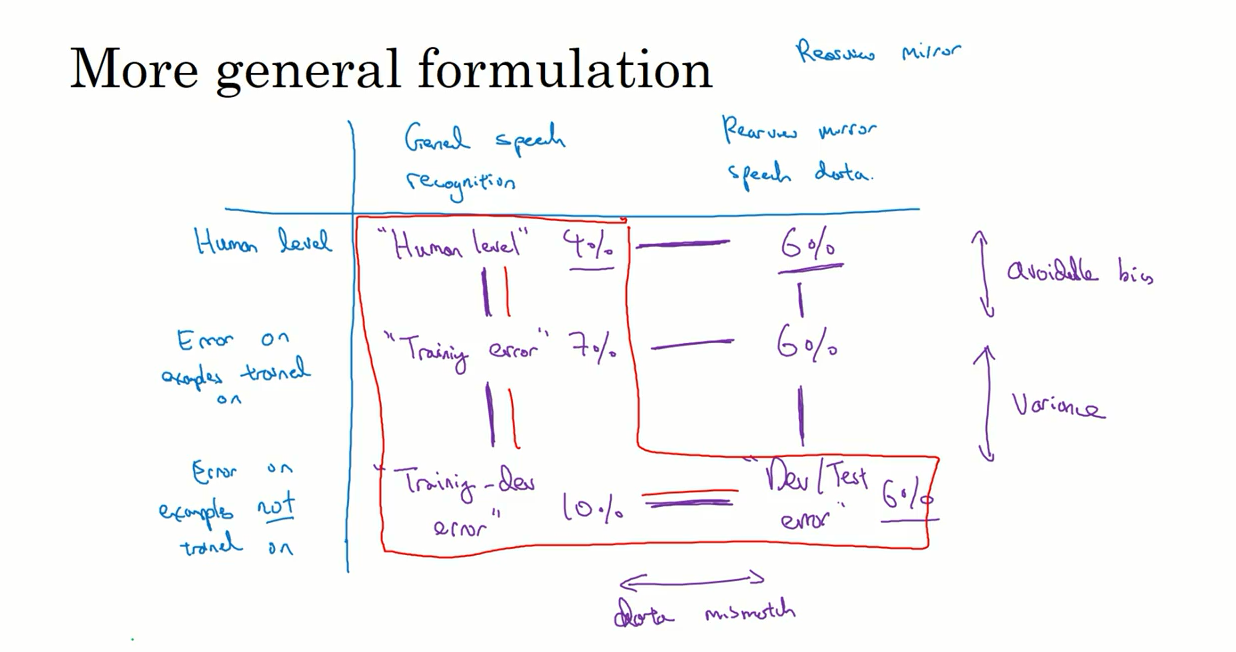 More general formulation
Rearview mirror
General speech
recognition
Rearview mirror
speech data.
Human level
"Human level" 4%
6%
avoidable bias
Error on
examples trained
on
"Training error" 7%
6%
Variance
Error on
examples not
trained on
"Training-dev
error"
10%
"Dev/Test
error"
6%
data mismatch